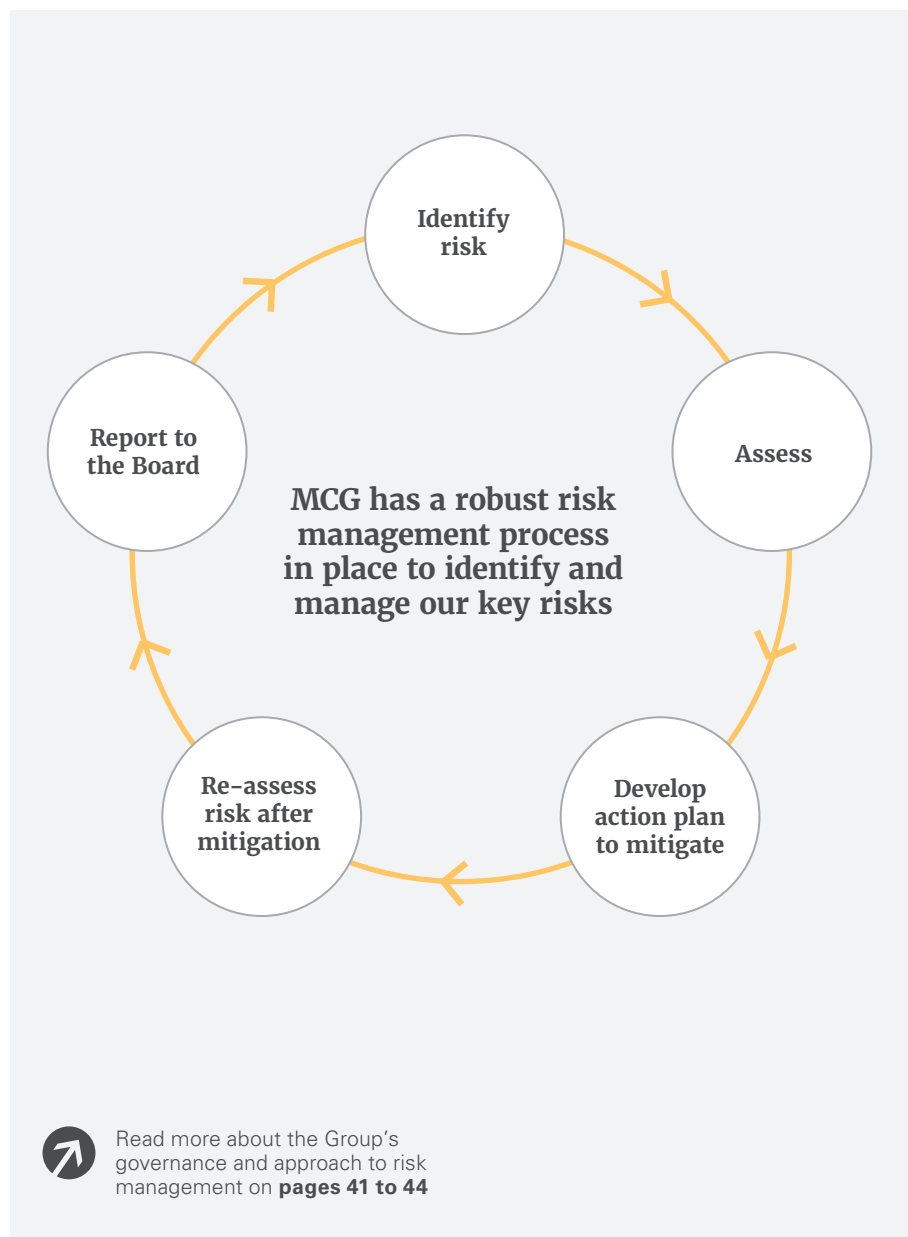 Identify
risk
Assess
Develop
action plan
to mitigate
Re-assess
risk after
mitigation
Report to
the Board
MCG has a robust risk
management process
in place to identify and
manage our key risks
Read more about the Group’s
governance and approach to risk
management on pages 41 to 44